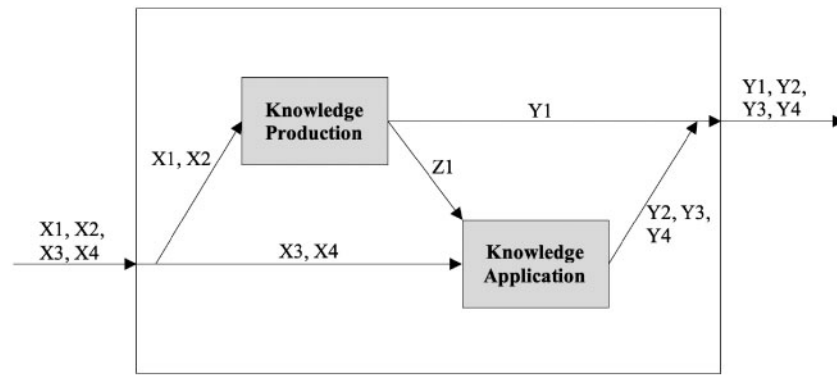 Knowledge
Production
Y1
Y1, Y2,
Y3, Y4
X1, X2
Z1
X1, X2,
X3, X4
X3, X4
Knowledge
Application
Y2, Y3,
Y4